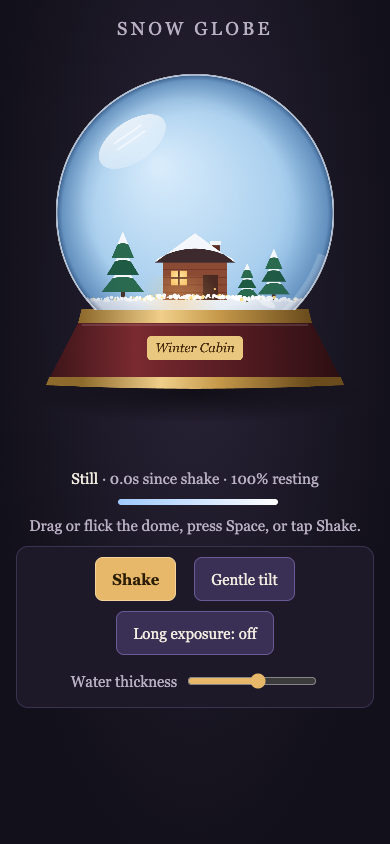 SNOW GLOBE
Winter Cabin
Still · 0.0s since shake · 100% resting
Drag or flick the dome, press Space, or tap Shake.
Shake
Gentle tilt
Long exposure: off
Water thickness